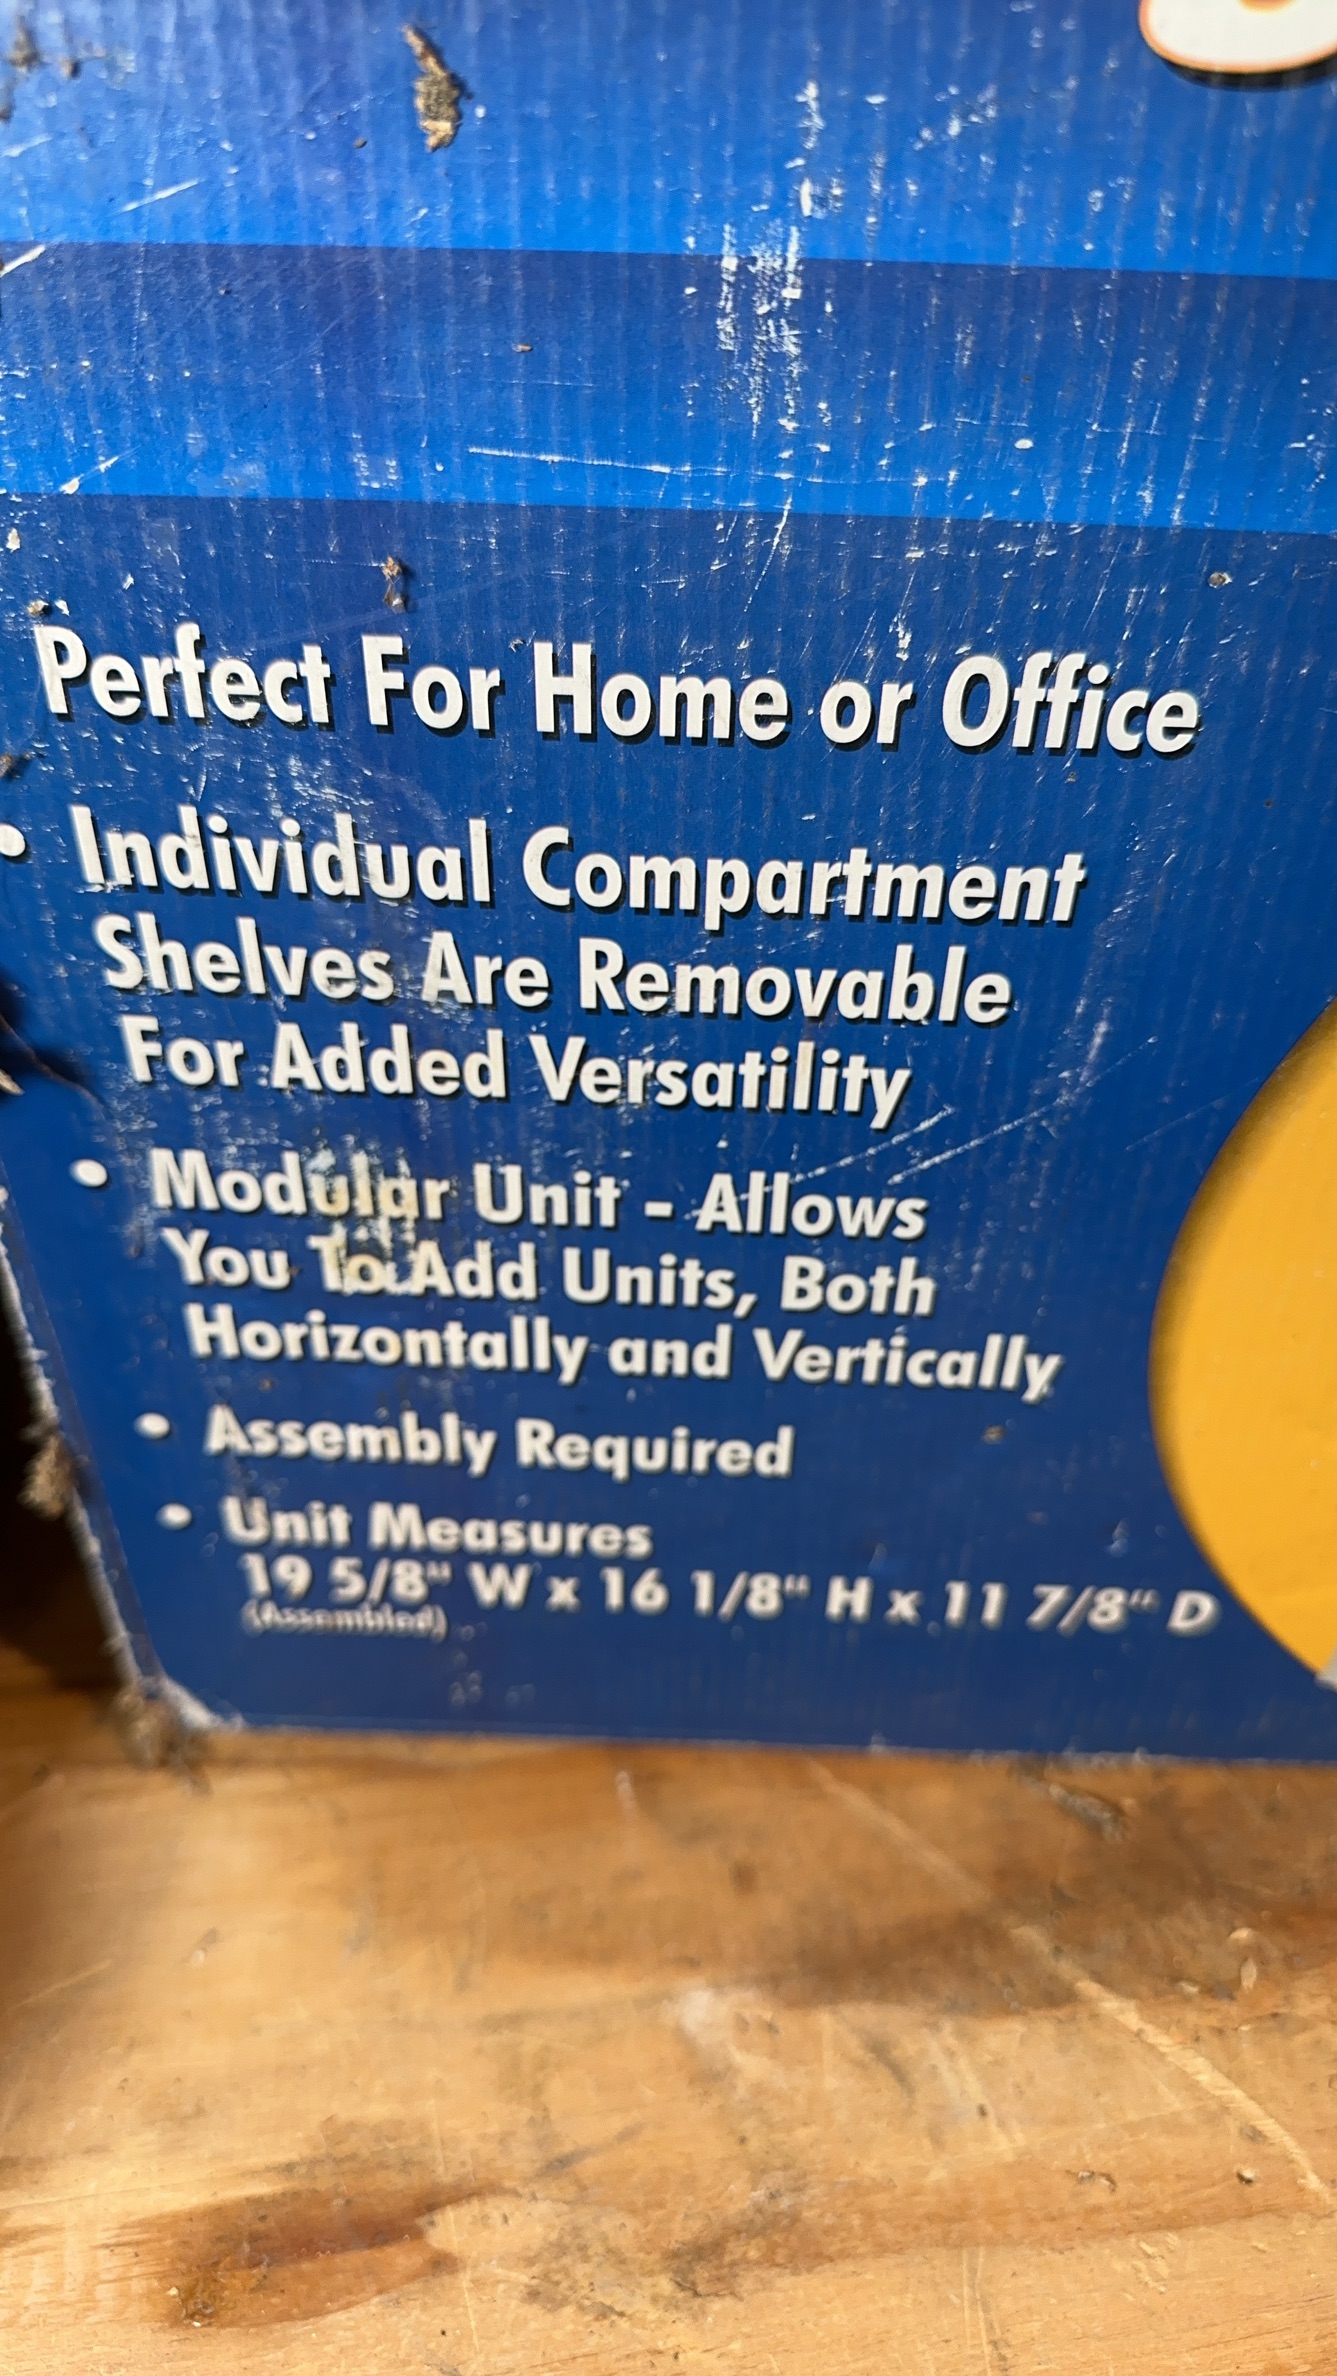 Perfect For Home or Office
• Individual Compartment
Shelves Are Removable
For Added Versatility
• Modular Unit - Allows
You To Add Units, Both
Horizontally and Vertically
• Assembly Required
• Unit Measures
19 5/8" W x 16 1/8" H x 11 7/8" D
(Assembled)